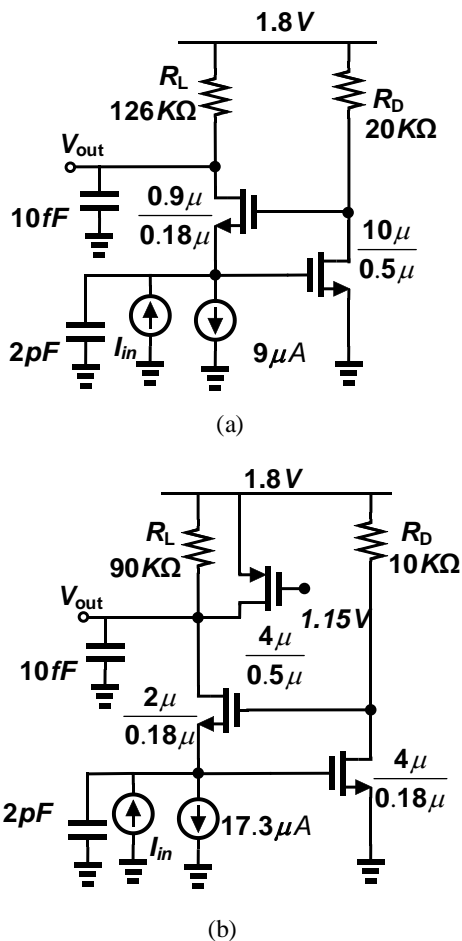 1.8V
R_L
126KΩ
R_D
20KΩ
V_out
10fF
0.9μ
0.18μ
10μ
0.5μ
2pF
I_in
9μA
(a)
1.8V
R_L
90KΩ
R_D
10KΩ
V_out
1.15V
10fF
4μ
0.5μ
2μ
0.18μ
4μ
0.18μ
2pF
I_in
17.3μA
(b)